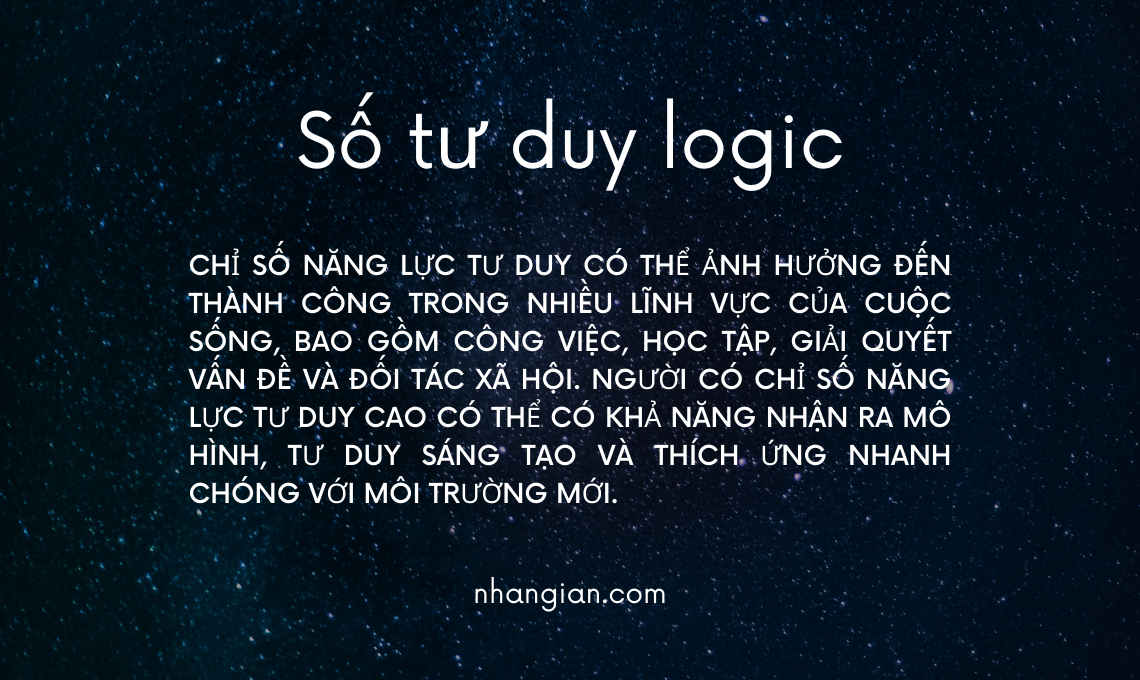 Số tư duy logic
CHỈ SỐ NĂNG LỰC TƯ DUY CÓ THỂ ẢNH HƯỞNG ĐẾN
THÀNH CÔNG TRONG NHIỀU LĨNH VỰC CỦA CUỘC
SỐNG, BAO GỒM CÔNG VIỆC, HỌC TẬP, GIẢI QUYẾT
VẤN ĐỀ VÀ ĐỐI TÁC XÃ HỘI. NGƯỜI CÓ CHỈ SỐ NĂNG
LỰC TƯ DUY CAO CÓ THỂ CÓ KHẢ NĂNG NHẬN RA MÔ
HÌNH, TƯ DUY SÁNG TẠO VÀ THÍCH ỨNG NHANH
CHÓNG VỚI MÔI TRƯỜNG MỚI.
nhangian.com